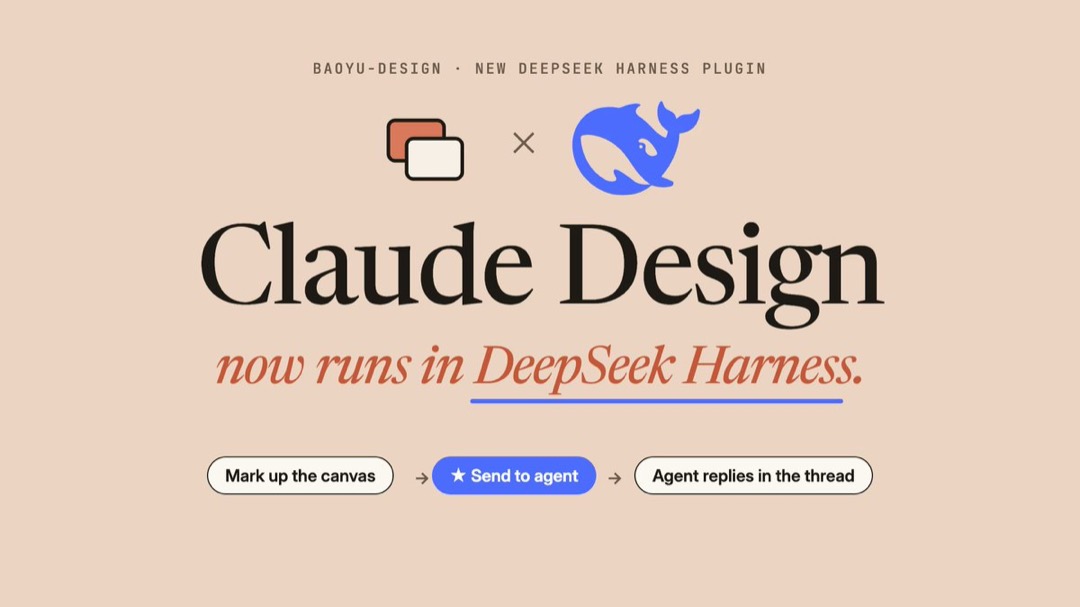 BAOYU-DESIGN · NEW DEEPSEEK HARNESS PLUGIN
Claude Design
now runs in DeepSeek Harness.
Mark up the canvas → ★ Send to agent → Agent replies in the thread